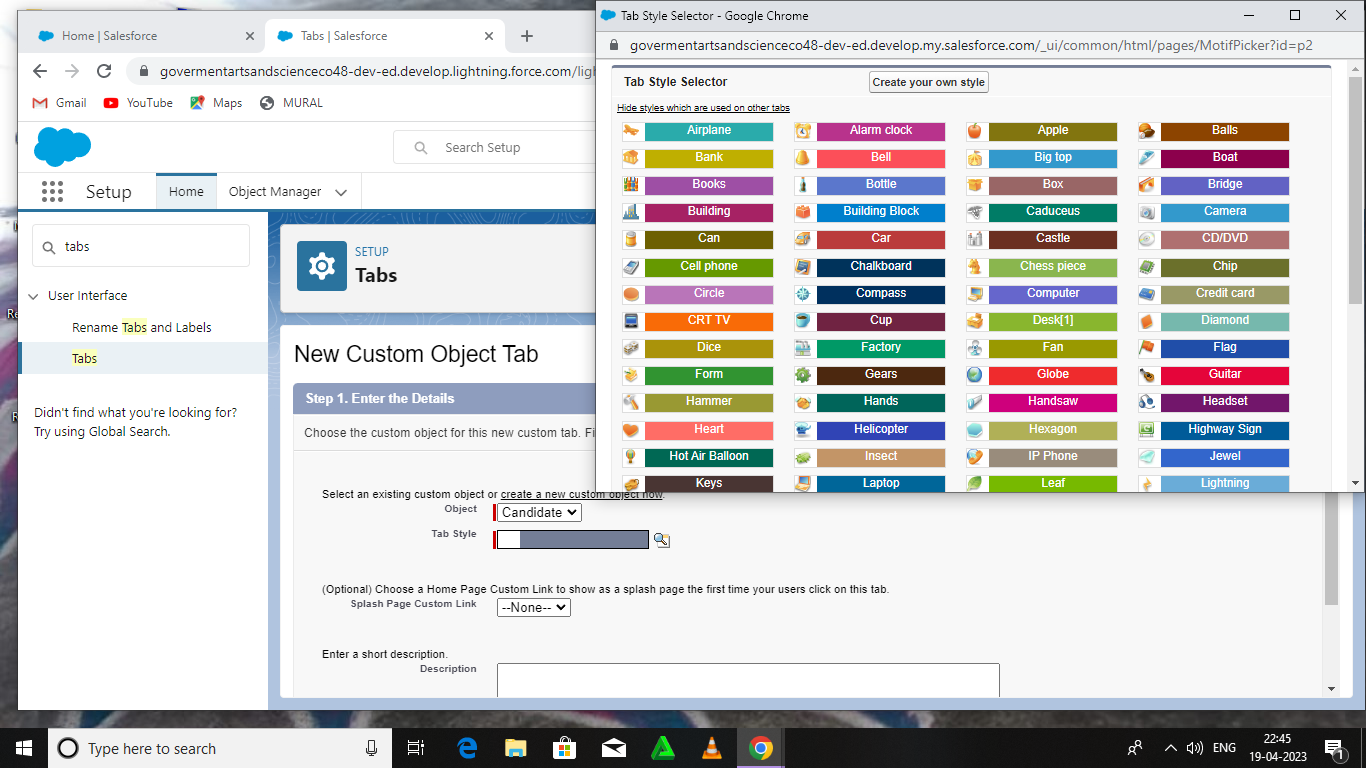 Home | Salesforce
Tabs | Salesforce
govermentartsandscienceco48-dev-ed.develop.lightning.force.com/ligh
Gmail
YouTube
Maps
MURAL
Search Setup
Setup
Home
Object Manager
tabs
User Interface
Rename Tabs and Labels
Tabs
Didn't find what you're looking for?
Try using Global Search.
SETUP
Tabs
New Custom Object Tab
Step 1. Enter the Details
Choose the custom object for this new custom tab. Fi
Select an existing custom object or create a new custom object now.
Object
Candidate
Tab Style
(Optional) Choose a Home Page Custom Link to show as a splash page the first time your users click on this tab.
Splash Page Custom Link
--None--
Enter a short description.
Description
Tab Style Selector - Google Chrome
govermentartsandscienceco48-dev-ed.develop.my.salesforce.com/_ui/common/html/pages/MotifPicker?id=p2
Tab Style Selector
Create your own style
Hide styles which are used on other tabs
Airplane Alarm clock Apple Balls
Bank Bell Big top Boat
Books Bottle Box Bridge
Building Building Block Caduceus Camera
Can Car Castle CD/DVD
Cell phone Chalkboard Chess piece Chip
Circle Compass Computer Credit card
CRT TV Cup Desk[1] Diamond
Dice Factory Fan Flag
Form Gears Globe Guitar
Hammer Hands Handsaw Headset
Heart Helicopter Hexagon Highway Sign
Hot Air Balloon Insect IP Phone Jewel
Keys Laptop Leaf Lightning
Type here to search
ENG
22:45
19-04-2023
1